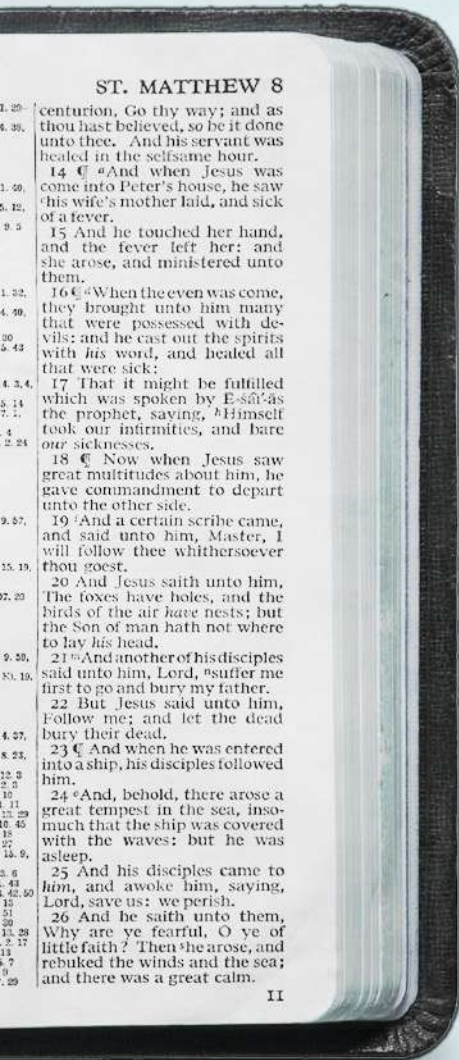 ST. MATTHEW 8
centurion, Go thy way; and as
thou hast believed, so be it done
unto thee. And his servant was
healed in the selfsame hour.
14 ¶ And when Jesus was
come into Peter's house, he saw
his wife's mother laid, and sick
of a fever.
15 And he touched her hand,
and the fever left her: and
she arose, and ministered unto
them.
16 ¶ ᵈWhen the even was come,
they brought unto him many
that were possessed with de-
vils: and he cast out the spirits
with his word, and healed all
that were sick:
17 That it might be fulfilled
which was spoken by E-sāī´-ăs
the prophet, saying, ʰHimself
took our infirmities, and bare
our sicknesses.
18 ¶ Now when Jesus saw
great multitudes about him, he
gave commandment to depart
unto the other side.
19 ⁱAnd a certain scribe came,
and said unto him, Master, I
will follow thee whithersoever
thou goest.
20 And Jesus saith unto him,
The foxes have holes, and the
birds of the air have nests; but
the Son of man hath not where
to lay his head.
21 ᵐAnd another of his disciples
said unto him, Lord, ⁿsuffer me
first to go and bury my father.
22 But Jesus said unto him,
Follow me; and let the dead
bury their dead.
23 ¶ And when he was entered
into a ship, his disciples followed
him.
24 ᵒAnd, behold, there arose a
great tempest in the sea, inso-
much that the ship was covered
with the waves: but he was
asleep.
25 And his disciples came to
him, and awoke him, saying,
Lord, save us: we perish.
26 And he saith unto them,
Why are ye fearful, O ye of
little faith? Then ˢhe arose, and
rebuked the winds and the sea;
and there was a great calm.
11